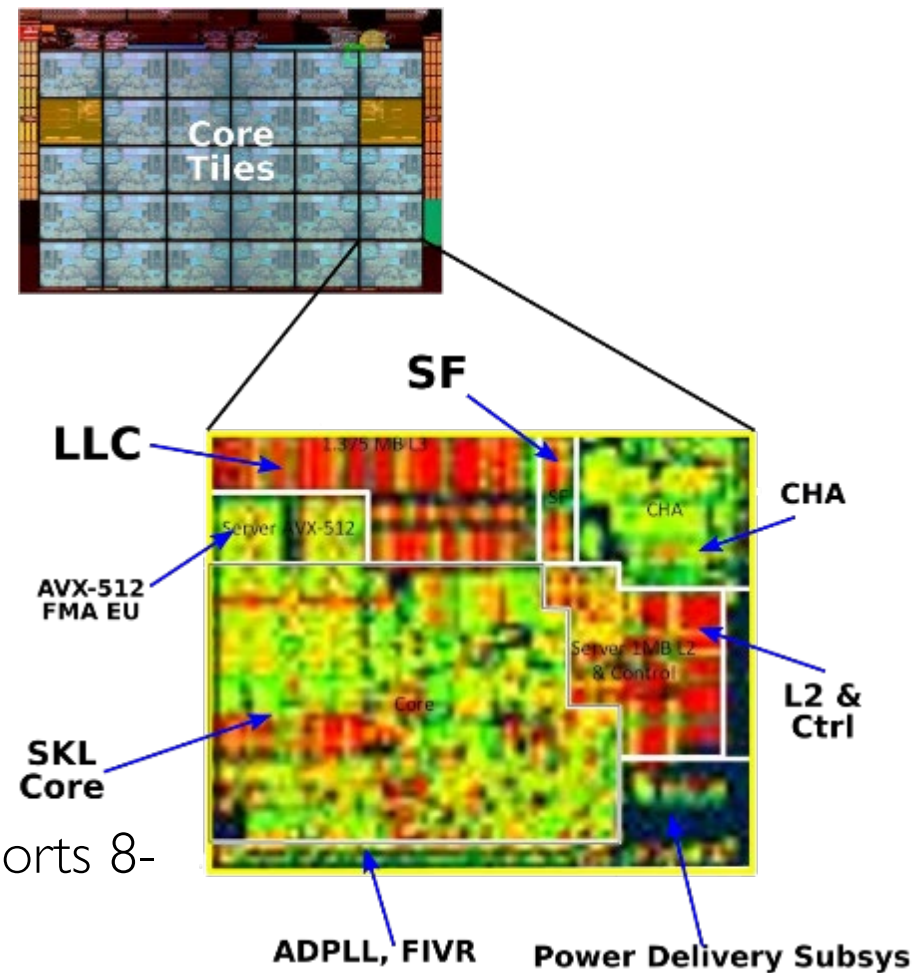 Core
Tiles
SF
LLC
1.375 MB L3
SF
CHA
CHA
Server AVX-512
AVX-512
FMA EU
Server 1MB L2
& Control
L2 &
Ctrl
Core
SKL
Core
orts 8-
ADPLL, FIVR
Power Delivery Subsys